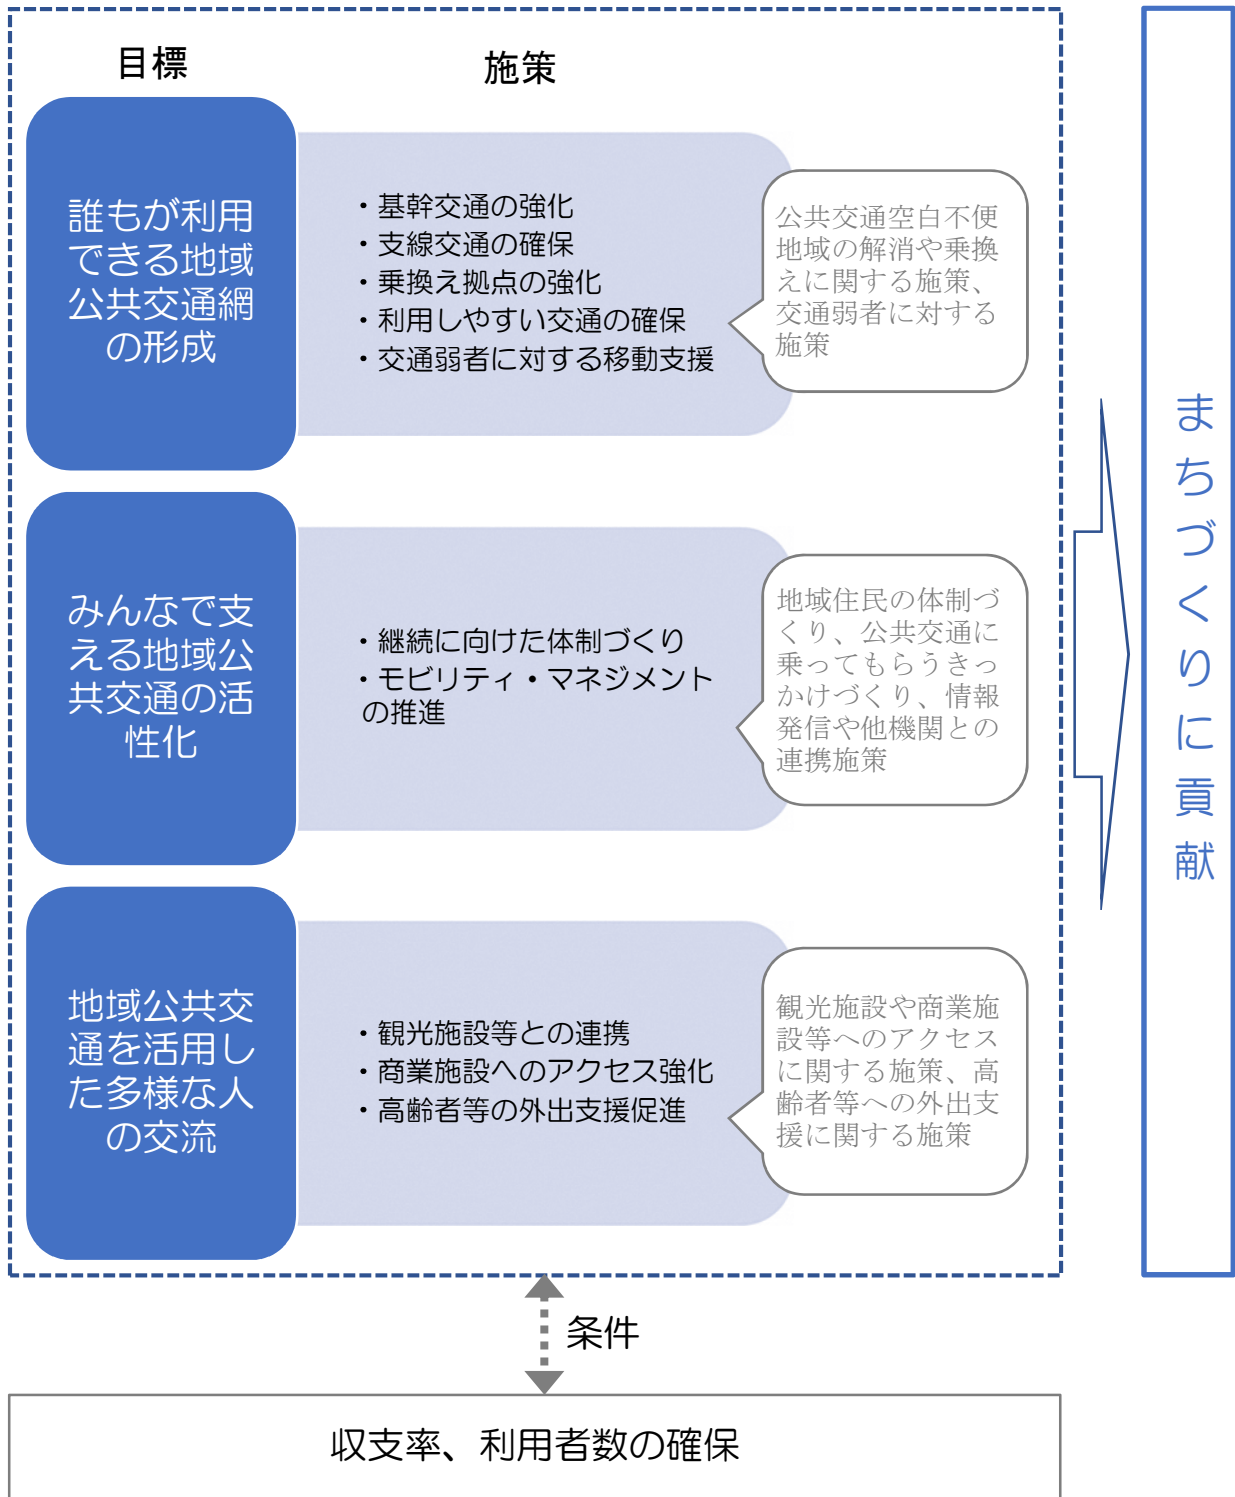 目標
施策
誰もが利用
できる地域
公共交通網
の形成
・基幹交通の強化
・支線交通の確保
・乗換え拠点の強化
・利用しやすい交通の確保
・交通弱者に対する移動支援
公共交通空白不便
地域の解消や乗換
えに関する施策、
交通弱者に対する
施策
みんなで支
える地域公
共交通の活
性化
・継続に向けた体制づくり
・モビリティ・マネジメント
の推進
地域住民の体制づ
くり、公共交通に
乗ってもらうきっ
かけづくり、情報
発信や他機関との
連携施策
地域公共交
通を活用し
た多様な人
の交流
・観光施設等との連携
・商業施設へのアクセス強化
・高齢者等の外出支援促進
観光施設や商業施
設等へのアクセス
に関する施策、高
齢者等への外出支
援に関する施策
まちづくりに貢献
条件
収支率、利用者数の確保